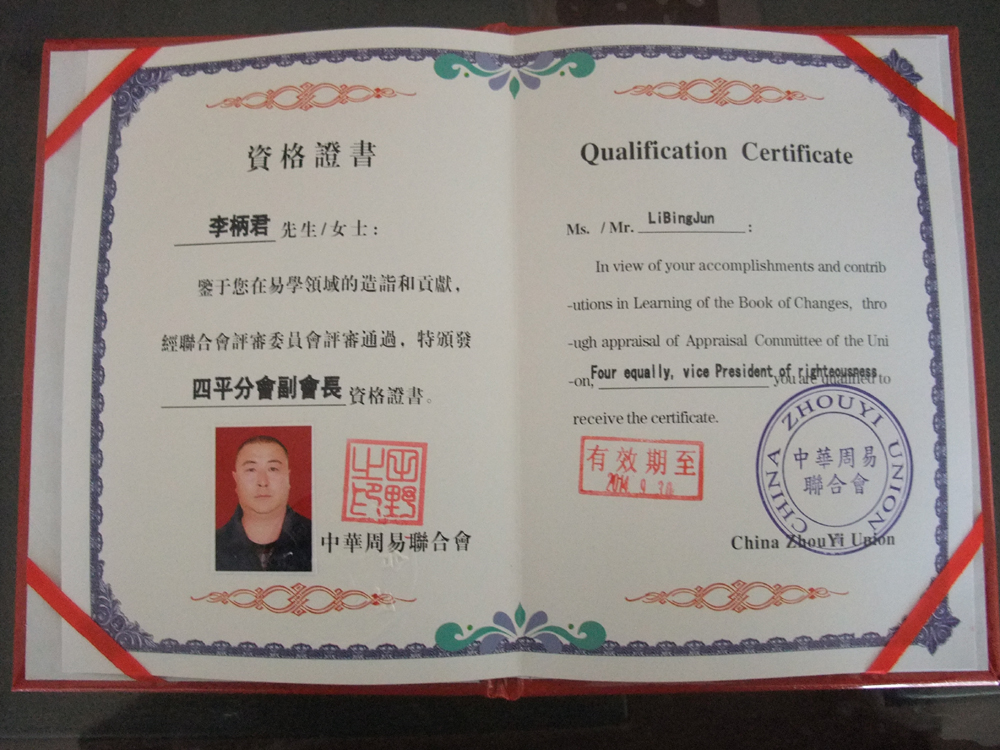 資格證書
李柄君 先生/女士:
鑒于您在易學領域的造詣和貢獻,
經聯合會評審委員會評審通過, 特頒發
四平分會副會長 資格證書。
中華周易聯合會
Qualification Certificate
Ms. /Mr. LiBingJun :
In view of your accomplishments and contrib
-utions in Learning of the Book of Changes, thro
-ugh appraisal of Appraisal Committee of the Uni
-on, Four equally, vice President of righteousness you are qualified to
receive the certificate.
有效期至
2014.9.30
CHINA ZHOUYI UNION
中華周易
聯合會
China ZhouYi Union